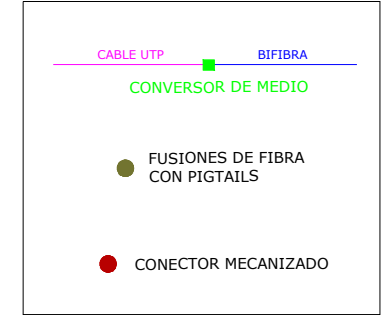 CABLE UTP BIFIBRA
CONVERSOR DE MEDIO
FUSIONES DE FIBRA
CON PIGTAILS
CONECTOR MECANIZADO